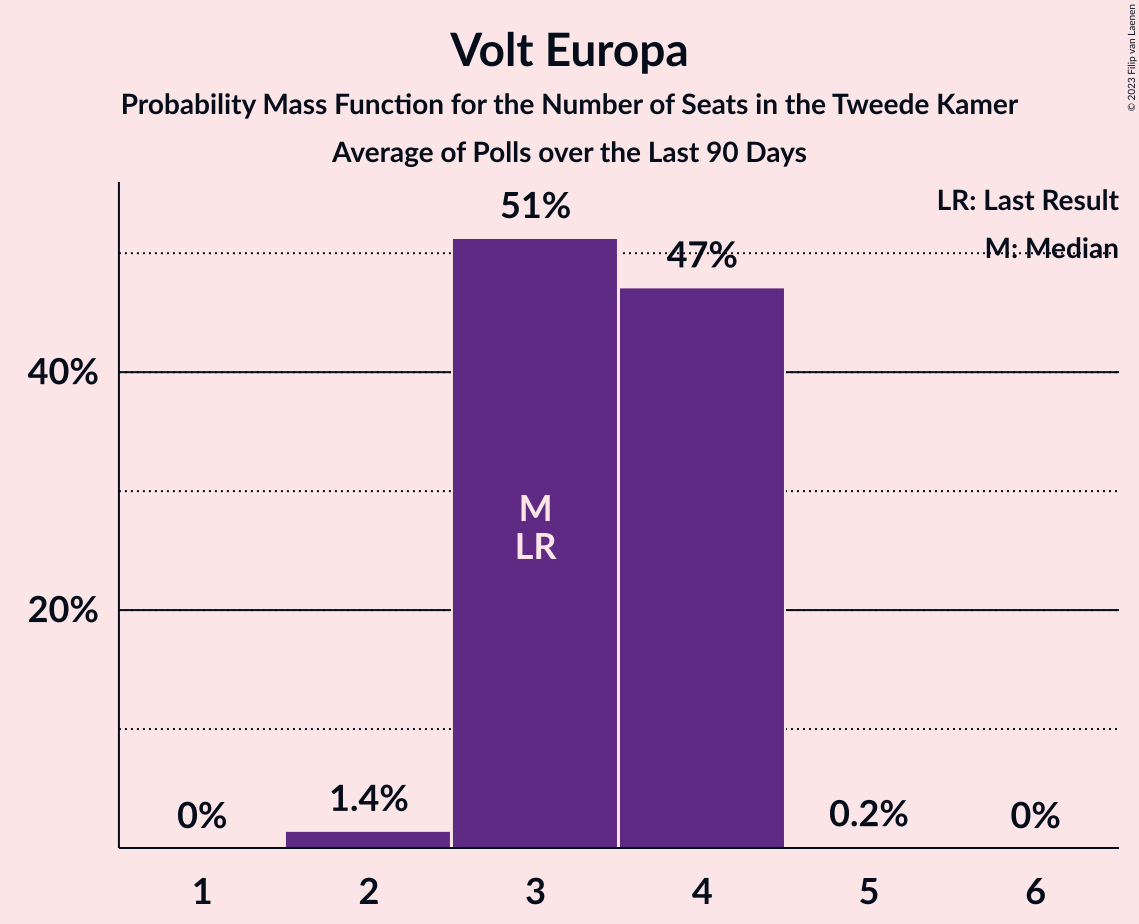 Volt Europa
Probability Mass Function for the Number of Seats in the Tweede Kamer
Average of Polls over the Last 90 Days
© 2023 Filip van Laenen
LR: Last Result
M: Median
51%
47%
40%
20%
M
LR
0%
1.4%
0.2%
0%
1
2
3
4
5
6